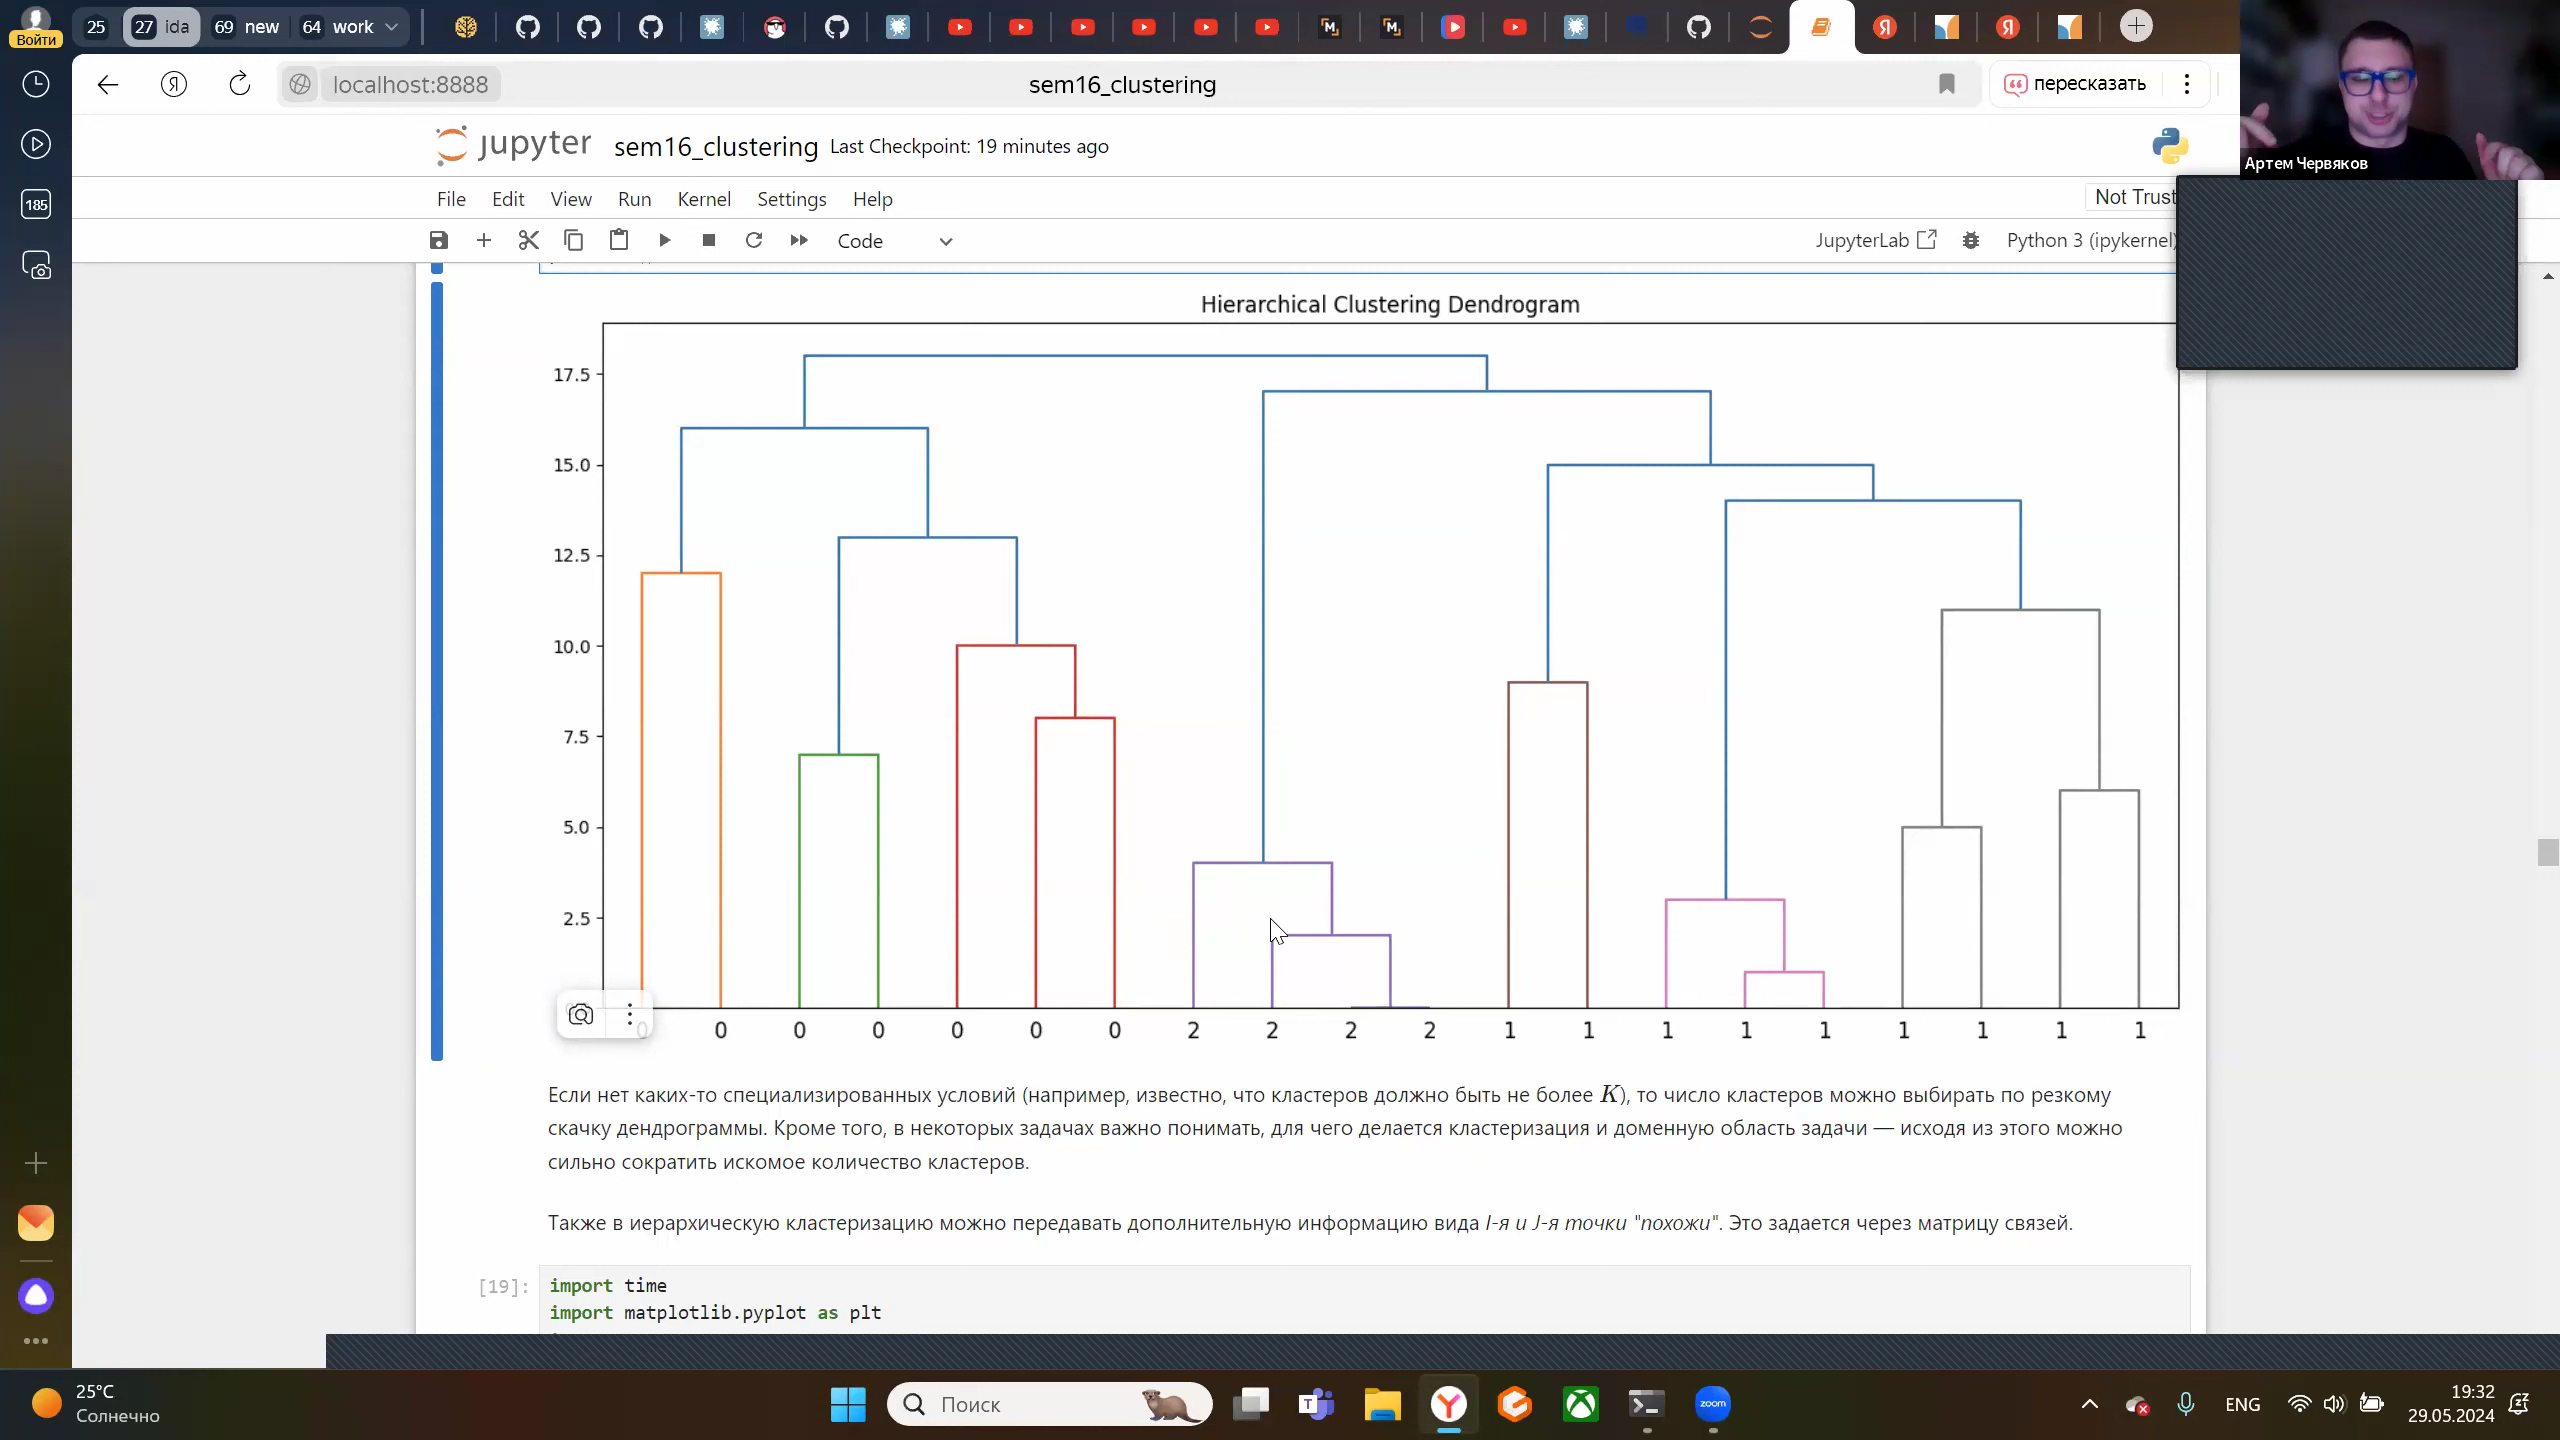 Войти
25
27 ida
69 new
64 work
Артем Червяков
localhost:8888
sem16_clustering
пересказать
185
jupyter
sem16_clustering
Last Checkpoint: 19 minutes ago
File Edit View Run Kernel Settings Help
Not Trust
Code
JupyterLab
Python 3 (ipykernel)
Hierarchical Clustering Dendrogram
17.5
15.0
12.5
10.0
7.5
5.0
2.5
0 0 0 0 0 0 0 2 2 2 2 1 1 1 1 1 1 1 1 1
Если нет каких-то специализированных условий (например, известно, что кластеров должно быть не более K), то число кластеров можно выбирать по резкому
скачку дендрограммы. Кроме того, в некоторых задачах важно понимать, для чего делается кластеризация и доменную область задачи — исходя из этого можно
сильно сократить искомое количество кластеров.
Также в иерархическую кластеризацию можно передавать дополнительную информацию вида I-я и J-я точки "похожи". Это задается через матрицу связей.
[19]:
import time
import matplotlib.pyplot as plt
25°C
Солнечно
Поиск
zoom
ENG
19:32
29.05.2024